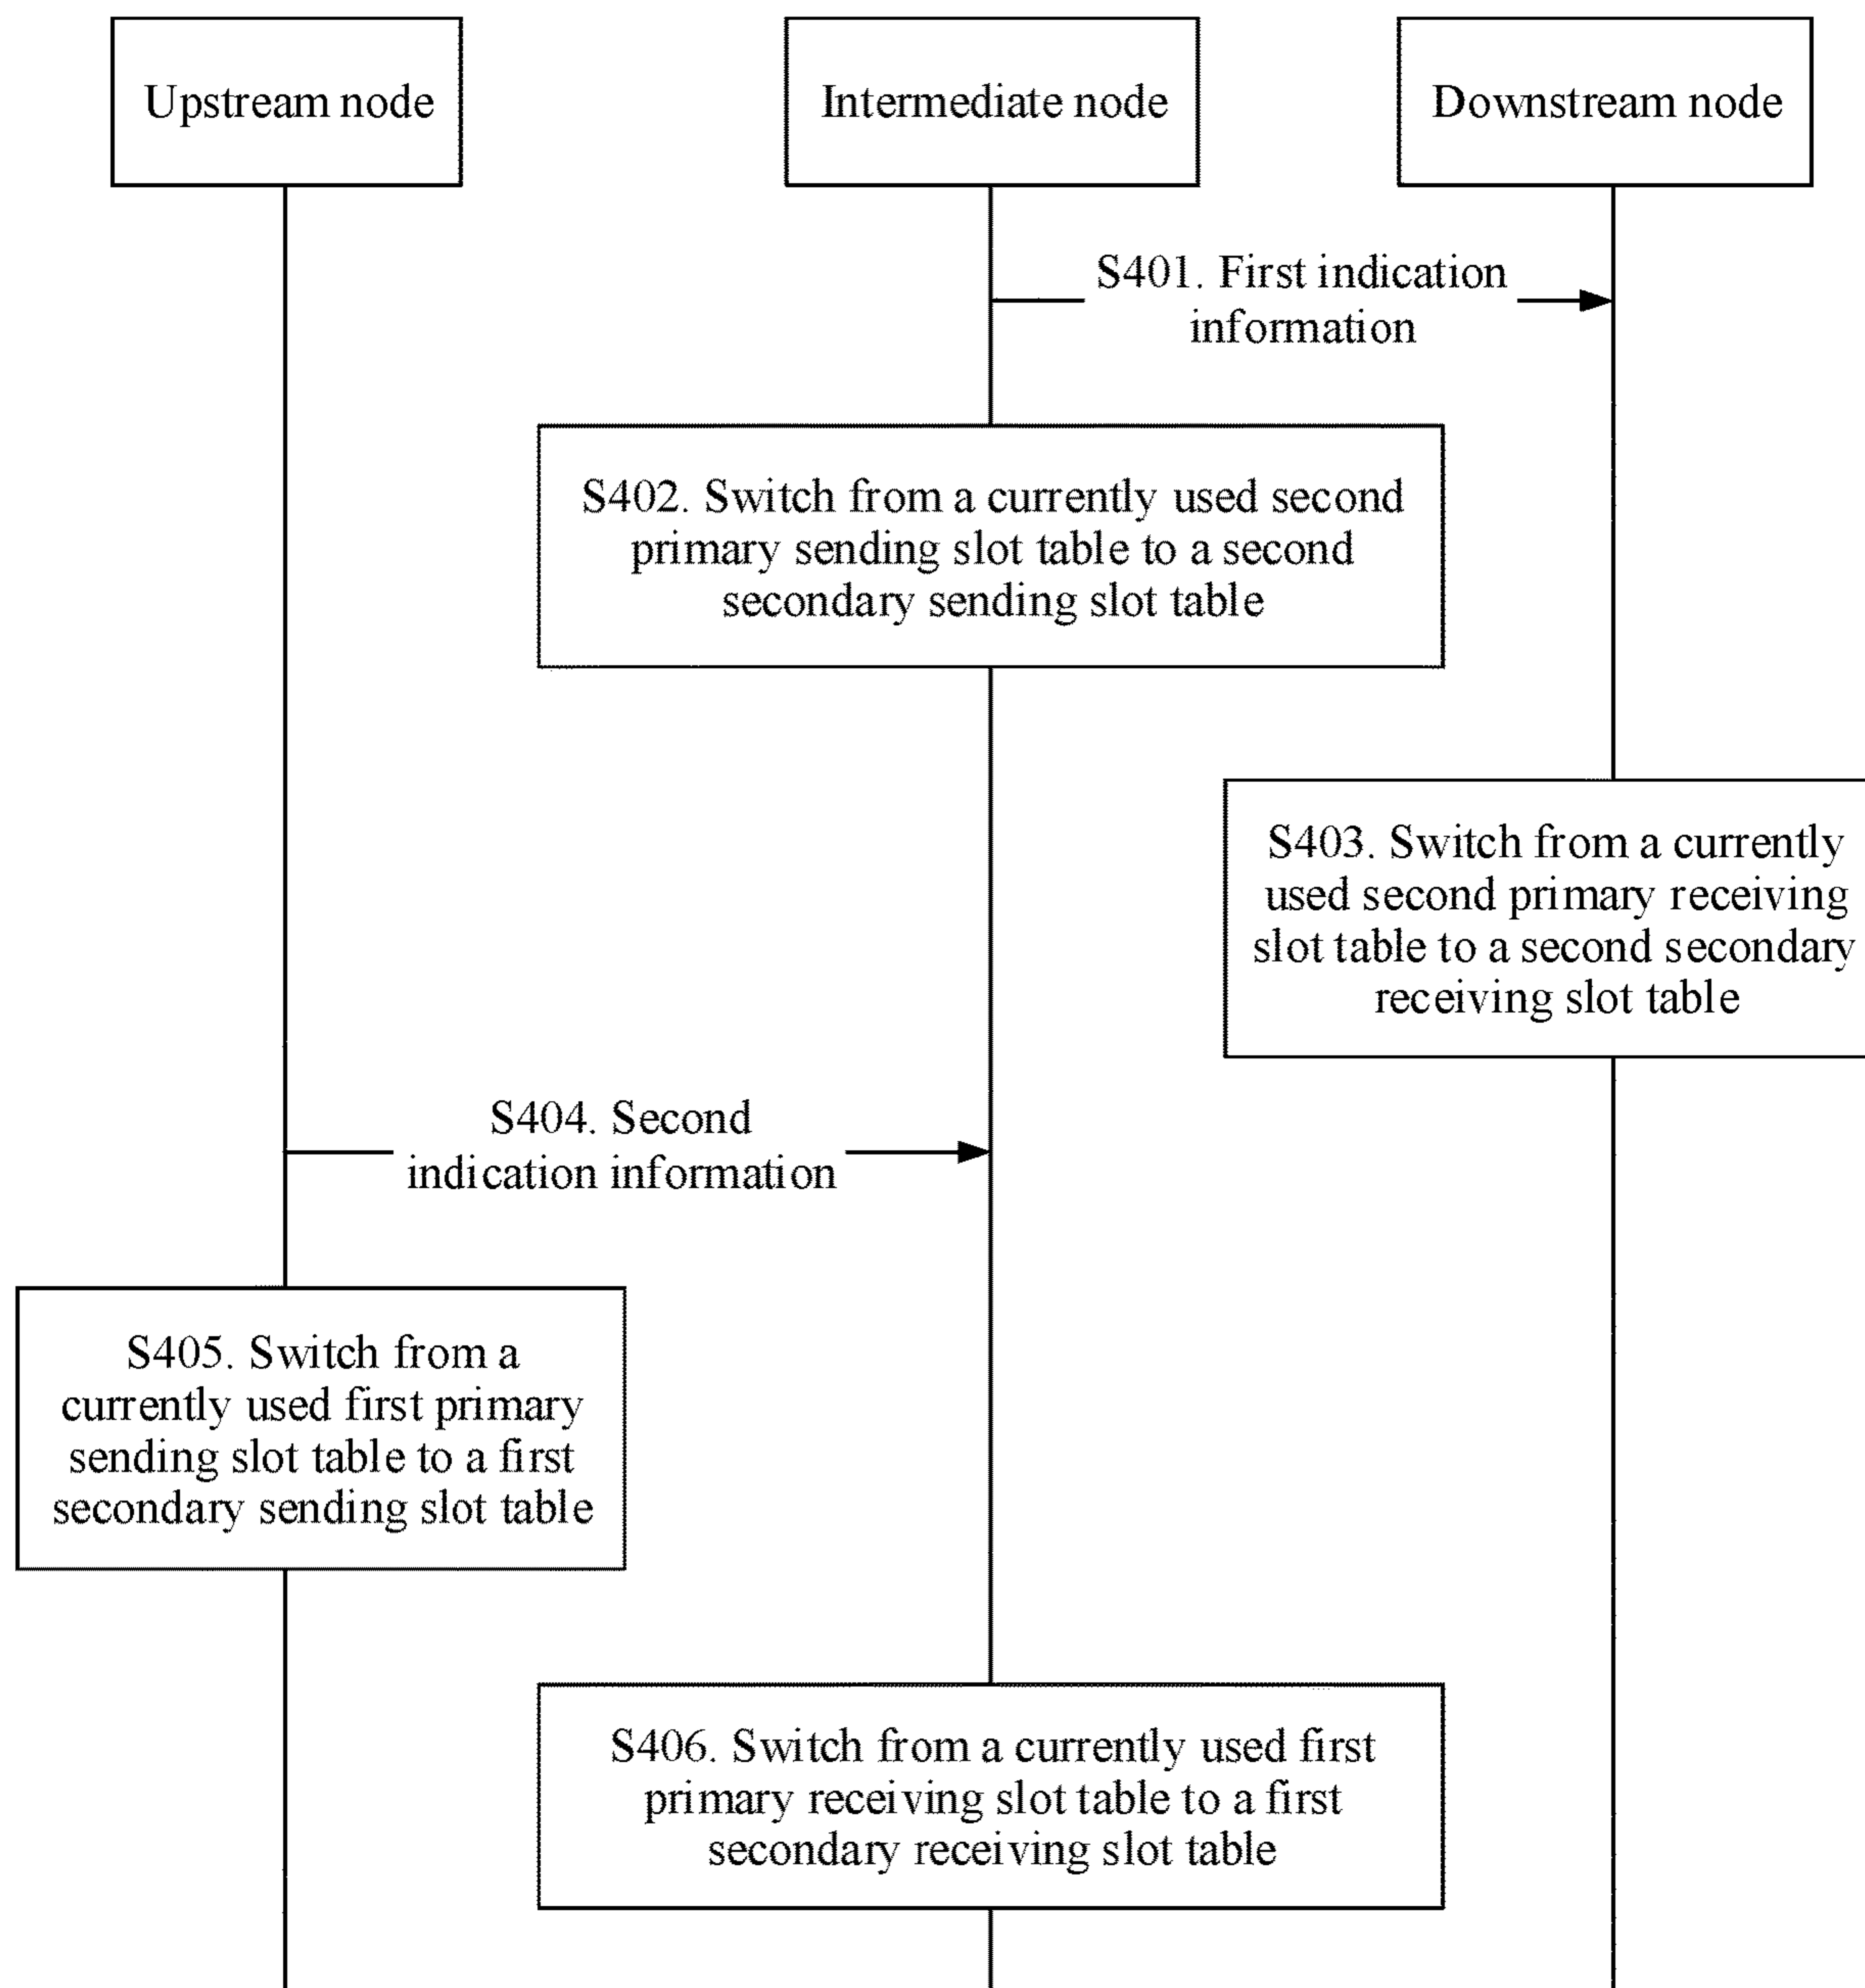 Upstream node
Intermediate node
Downstream node
S401. First indication
information
S402. Switch from a currently used second
primary sending slot table to a second
secondary sending slot table
S403. Switch from a currently
used second primary receiving
slot table to a second secondary
receiving slot table
S404. Second
indication information
S405. Switch from a
currently used first primary
sending slot table to a first
secondary sending slot table
S406. Switch from a currently used first
primary receiving slot table to a first
secondary receiving slot table